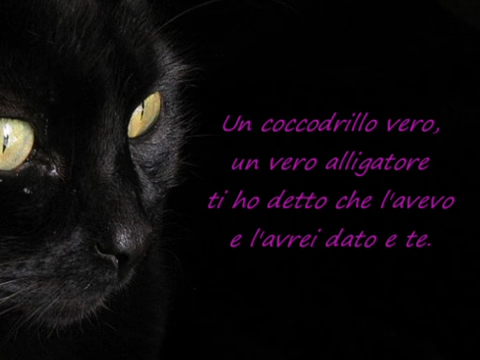 Un coccodrillo vero,
un vero alligatore
ti ho detto che l'avevo
e l'avrei dato e te.